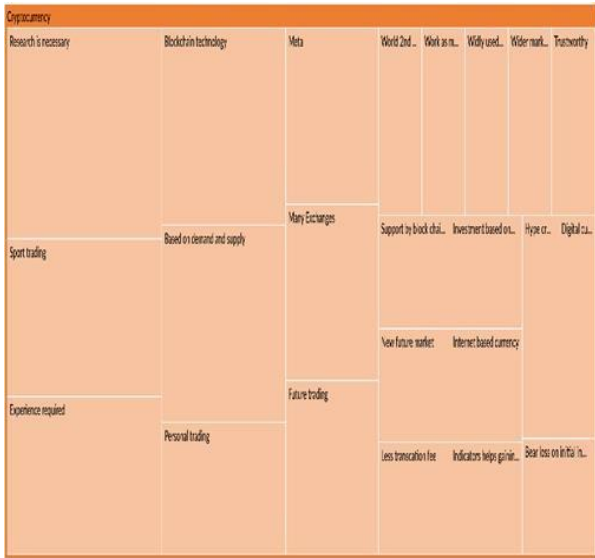 Cryptocurrency
Research is necessary
Sport trading
Experience required
Blockchain technology
Based on demand and supply
Personal trading
Meta
Many Exchanges
Future trading
World 2nd ...
Work as m...
Widly used...
Wider mark...
Trustworthy
Support by block chai...
Investment based on...
New future market
Internet based currency
Less transcation fee
Indicators helps gainin...
Hype cr...
Digital cu...
Bear loss on initial in...